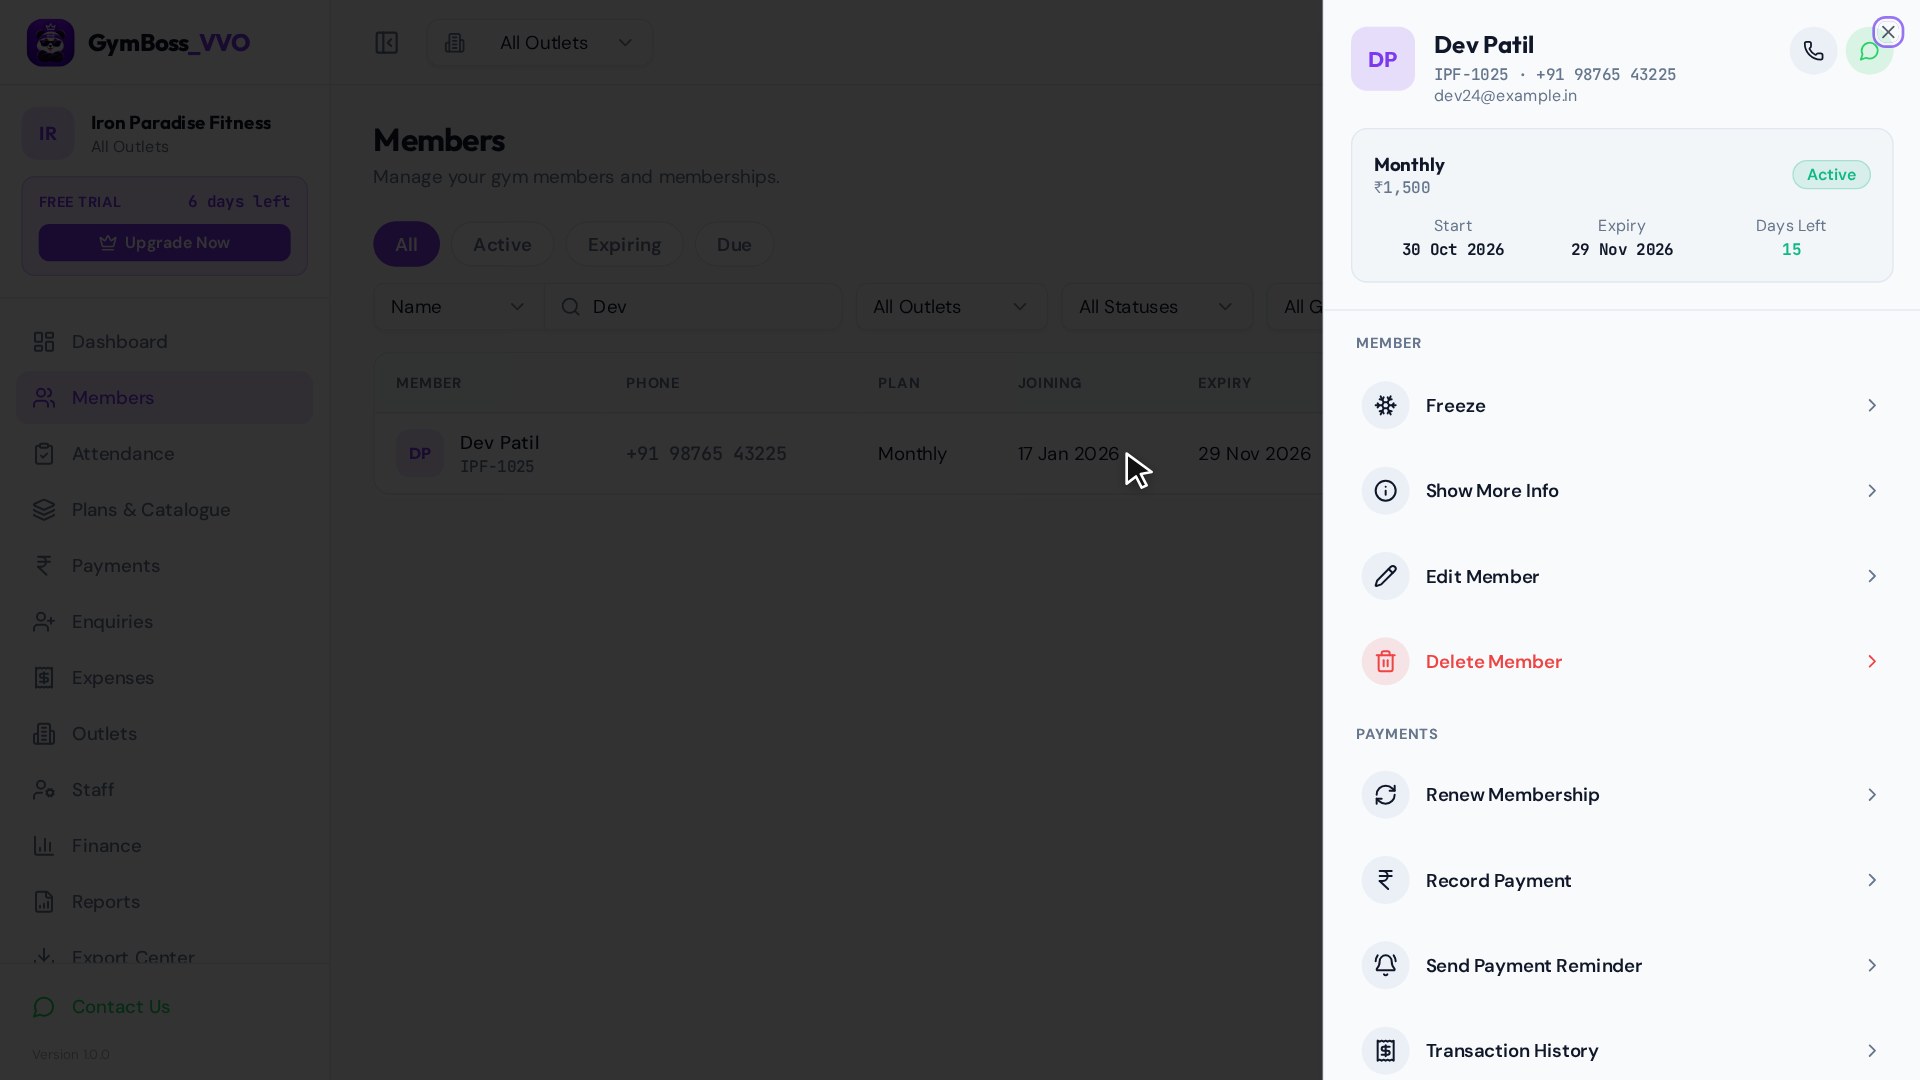 GymBoss_VVO
All Outlets
IR
Iron Paradise Fitness
All Outlets
FREE TRIAL 6 days left
Upgrade Now
Dashboard
Members
Attendance
Plans & Catalogue
Payments
Enquiries
Expenses
Outlets
Staff
Finance
Reports
Export Center
Contact Us
Version 1.0.0
Members
Manage your gym members and memberships.
All Active Expiring Due
Name Dev All Outlets All Statuses All G
MEMBER PHONE PLAN JOINING EXPIRY
DP Dev Patil +91 98765 43225 Monthly 17 Jan 2026 29 Nov 2026
IPF-1025
DP
Dev Patil
IPF-1025 · +91 98765 43225
dev24@example.in
Monthly
₹1,500
Active
Start Expiry Days Left
30 Oct 2026 29 Nov 2026 15
MEMBER
Freeze
Show More Info
Edit Member
Delete Member
PAYMENTS
Renew Membership
Record Payment
Send Payment Reminder
Transaction History